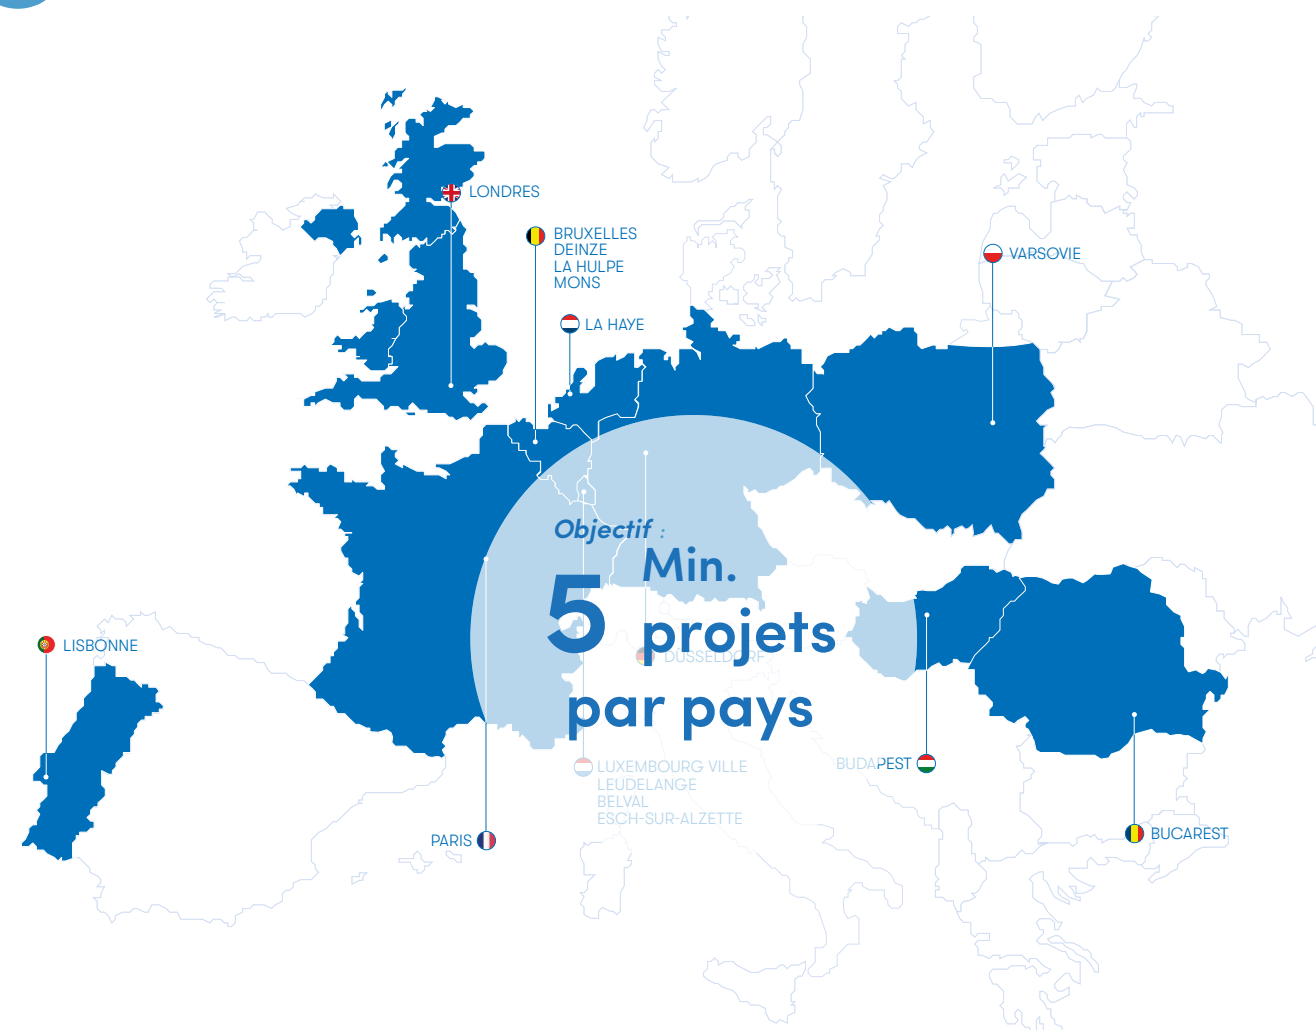 LONDRES
BRUXELLES
DEINZE
LA HULPE
MONS
VARSOVIE
LA HAYE
Objectif :
5 Min.
projets
par pays
LISBONNE
DÜSSELDORF
LUXEMBOURG VILLE
LEUDELANGE
BELVAL
ESCH-SUR-ALZETTE
BUDAPEST
PARIS
BUCAREST